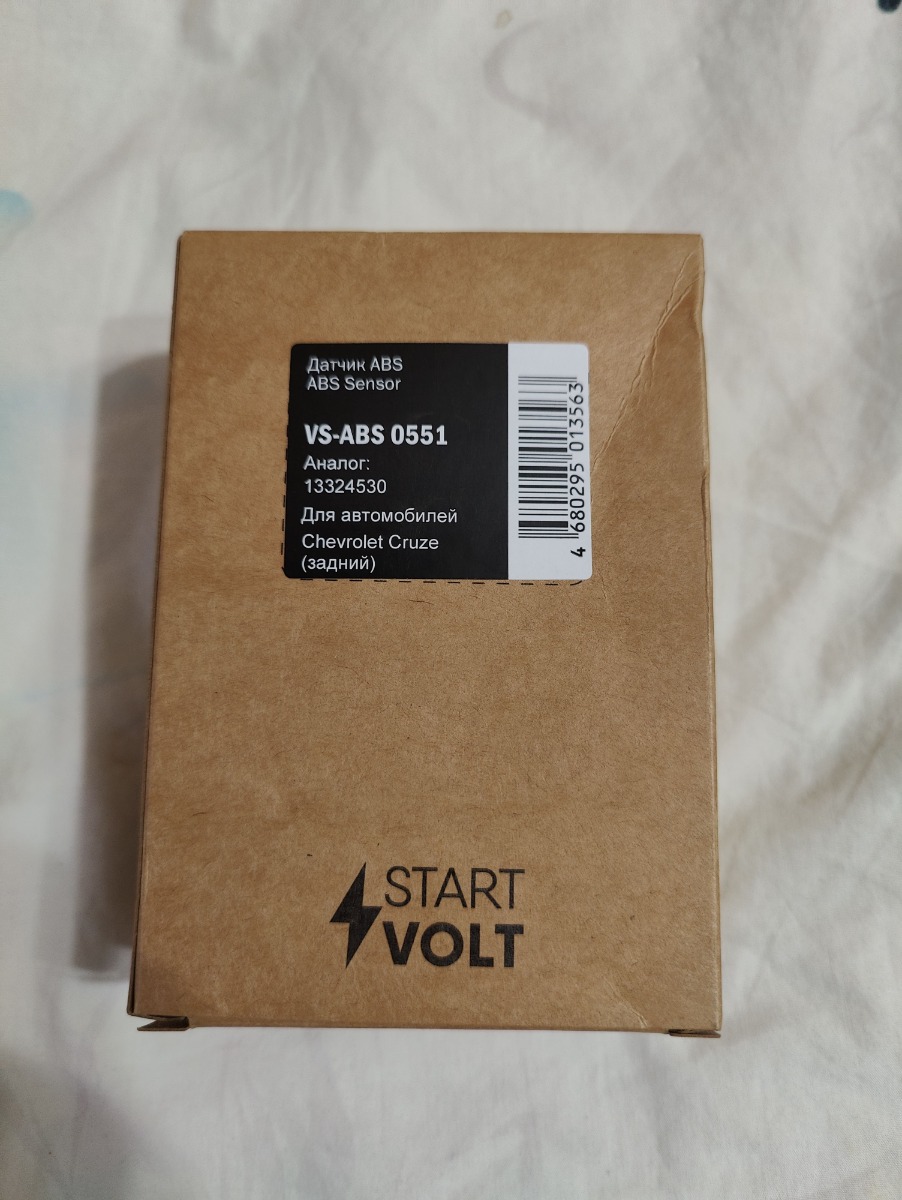 Датчик ABS
ABS Sensor
VS-ABS 0551
Аналог:
13324530
Для автомобилей
Chevrolet Cruze
(задний)
4 680295 013563
START
VOLT